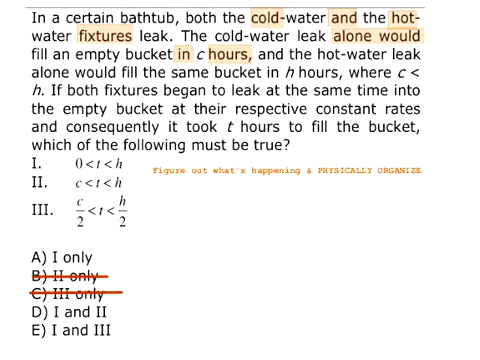 In a certain bathtub, both the cold-water and the hot-
water fixtures leak. The cold-water leak alone would
fill an empty bucket in c hours, and the hot-water leak
alone would fill the same bucket in h hours, where c <
h. If both fixtures began to leak at the same time into
the empty bucket at their respective constant rates
and consequently it took t hours to fill the bucket,
which of the following must be true?
I. 0 < t < h
Figure out what's happening & PHYSICALLY ORGANIZE
II. c < t < h
III. c/2 < t < h/2
A) I only
B) II only
C) III only
D) I and II
E) I and III